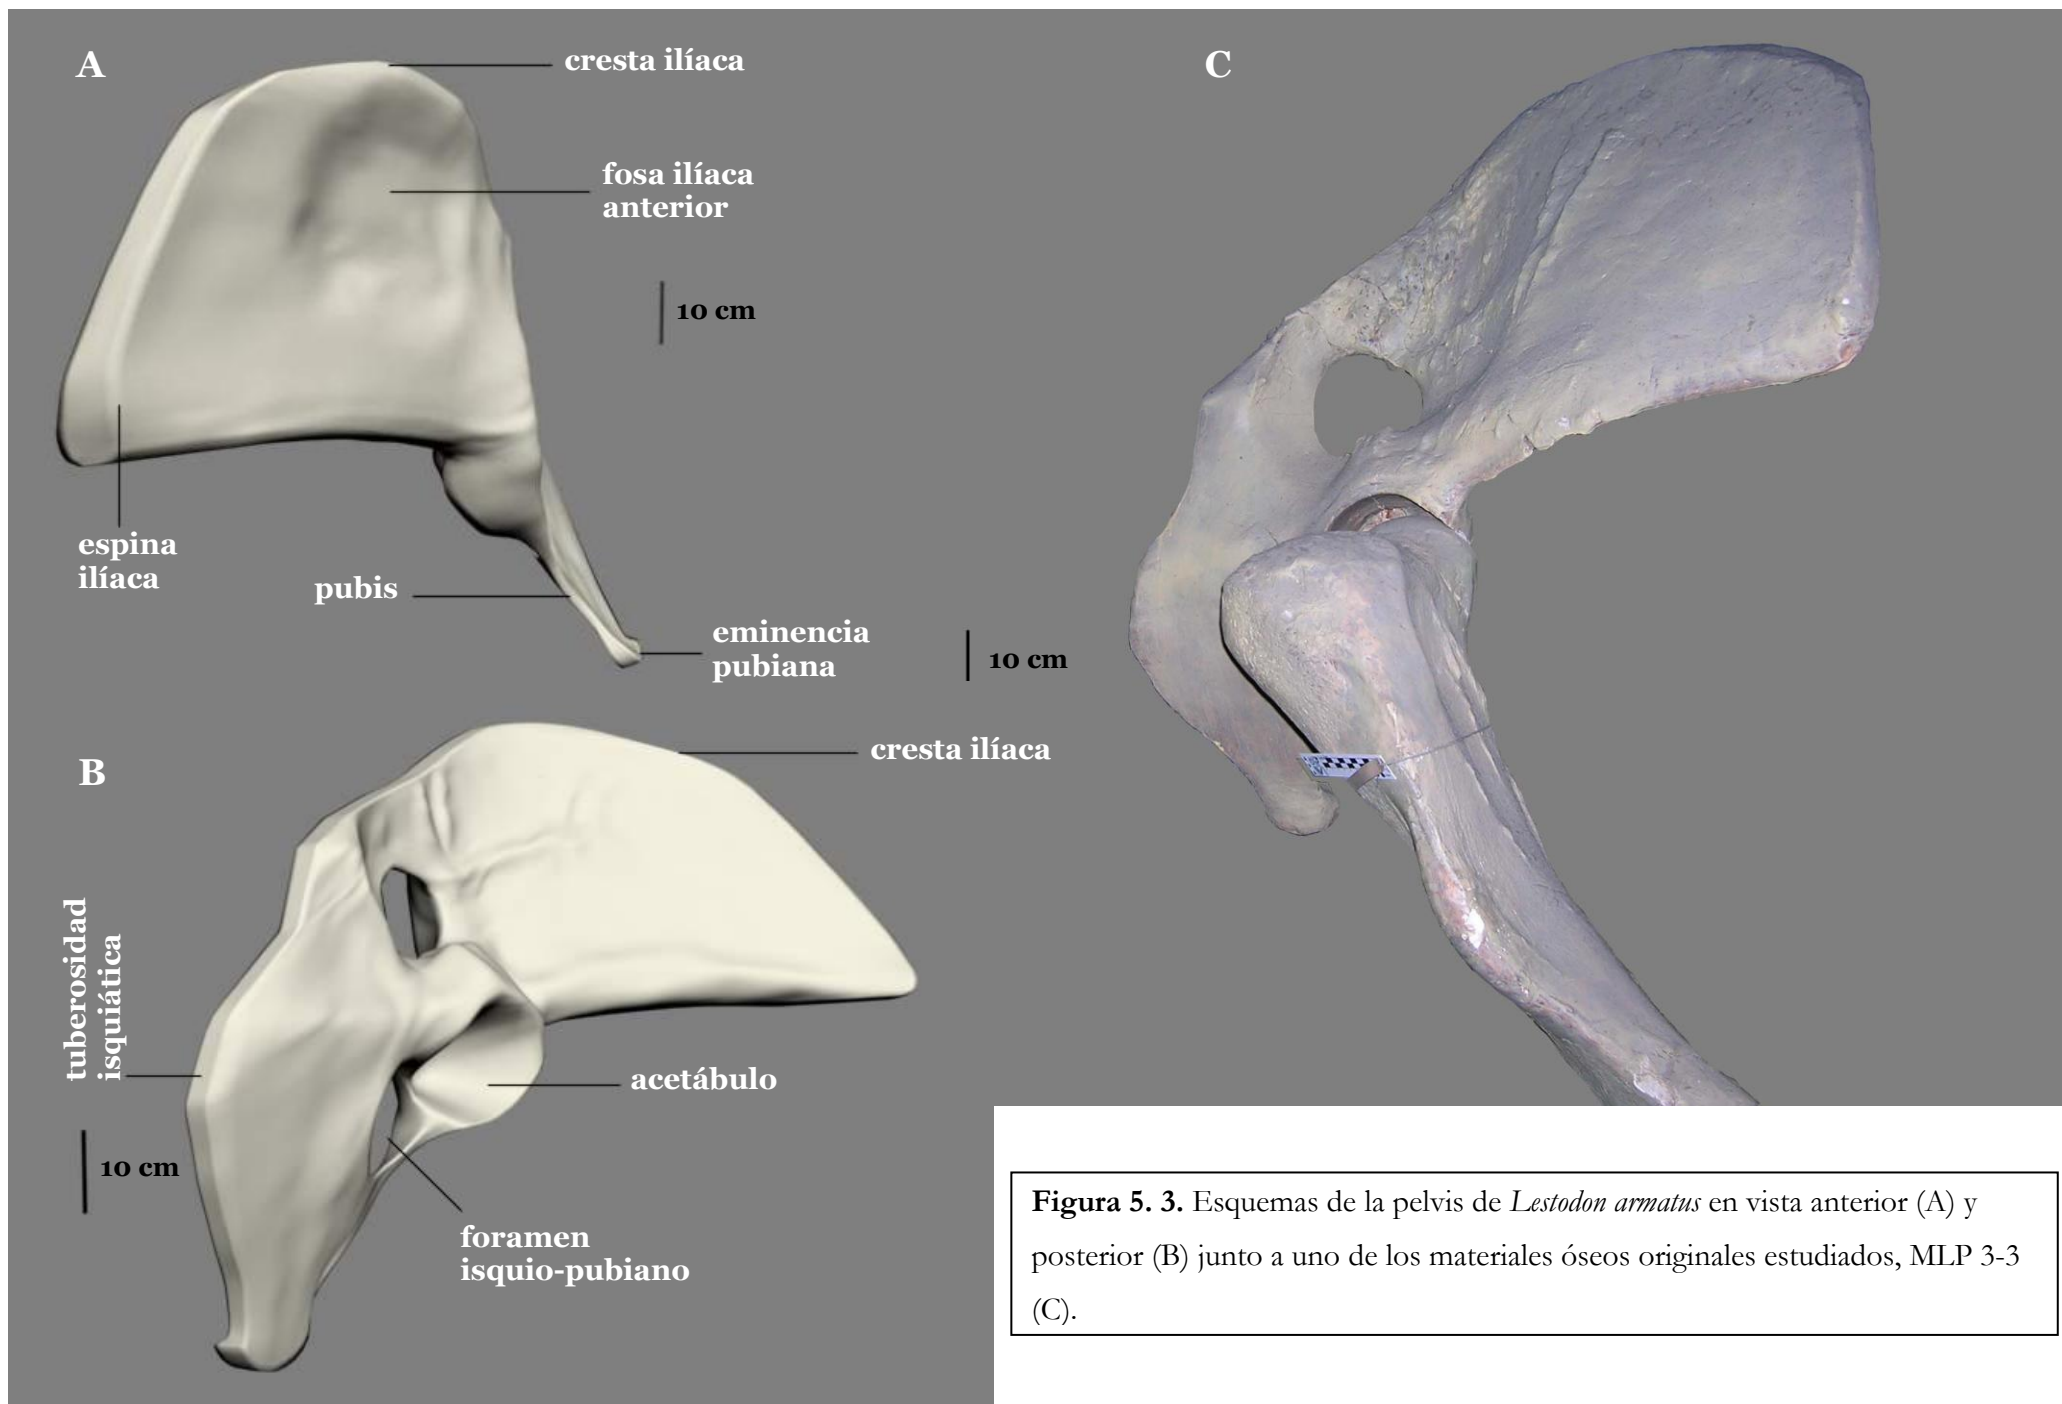 A
cresta ilíaca
fosa ilíaca
anterior
10 cm
espina
ilíaca
pubis
eminencia
pubiana
10 cm
B
cresta ilíaca
tuberosidad
isquiática
acetábulo
10 cm
foramen
isquio-pubiano
C
Figura 5. 3. Esquemas de la pelvis de Lestodon armatus en vista anterior (A) y
posterior (B) junto a uno de los materiales óseos originales estudiados, MLP 3-3
(C).